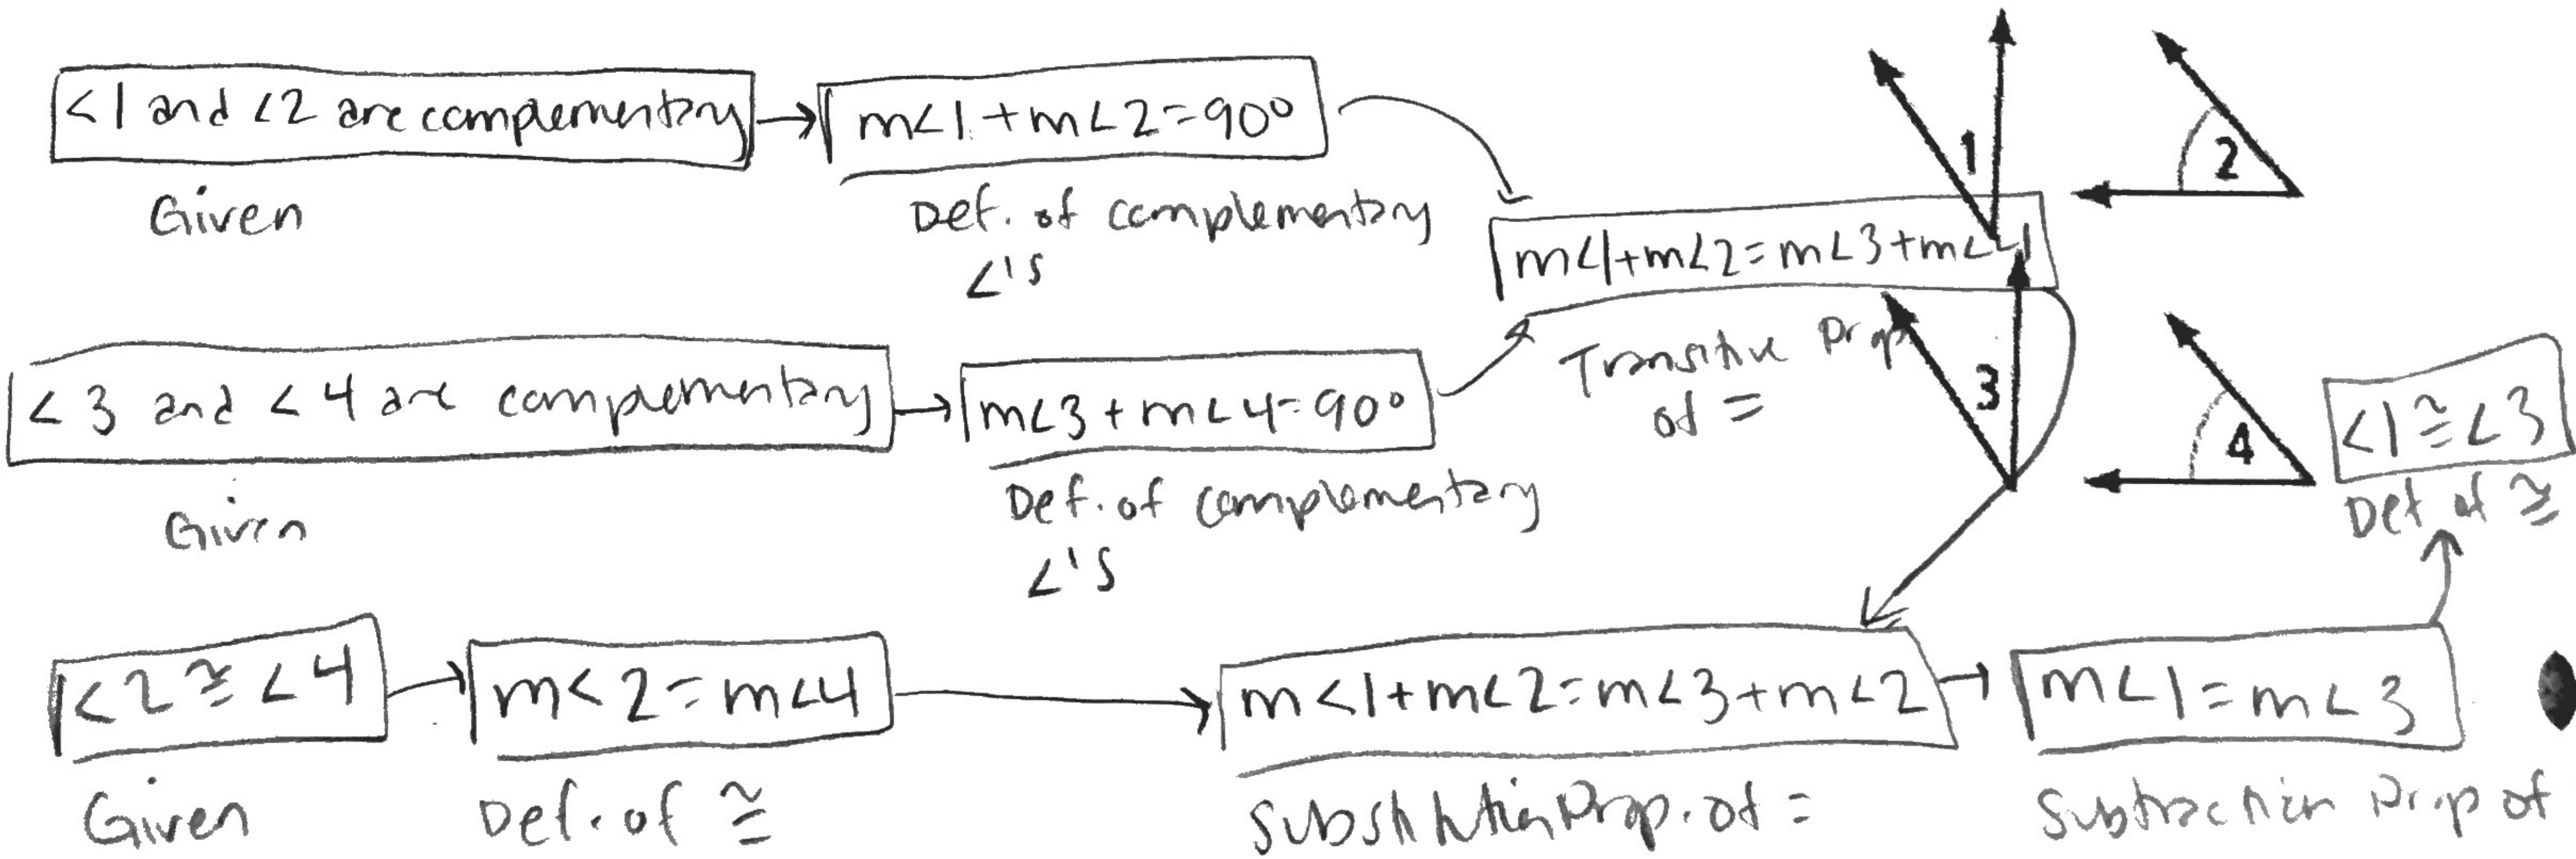 <1 and <2 are complementary
Given
m<1 + m<2 = 90°
Def. of complementary
<'s
<3 and <4 are complementary
Given
m<3 + m<4 = 90°
Def. of complementary
<'s
m<1 + m<2 = m<3 + m<4
Transitive Prop
of =
<2 ≅ <4
Given
m<2 = m<4
Def. of ≅
m<1 + m<2 = m<3 + m<2
Substitution Prop. of =
m<1 = m<3
Subtraction Prop of
<1 ≅ <3
Def of ≅
1
2
3
4